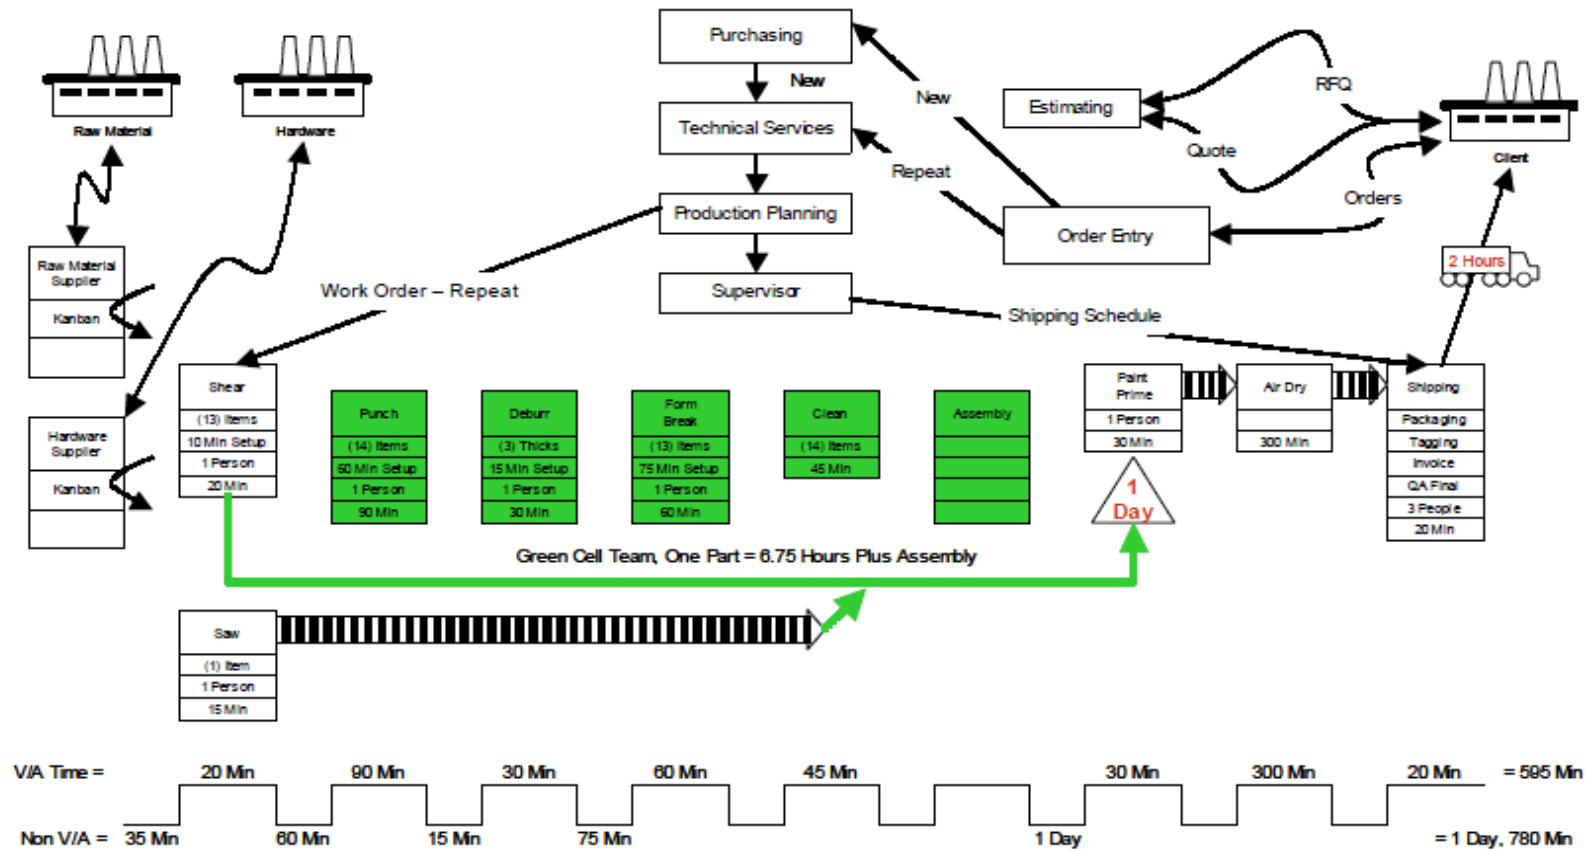 Purchasing
New
Technical Services
New
Repeat
Production Planning
Supervisor
Estimating
RFQ
Quote
Orders
Order Entry
Client
2 Hours
Raw Material
Hardware
Raw Material
Supplier
Kanban
Hardware
Supplier
Kanban
Work Order – Repeat
Shipping Schedule
Shear
(13) Items
10 Min Setup
1 Person
20 Min
Punch
(14) Items
60 Min Setup
1 Person
90 Min
Deburr
(3) Thicks
15 Min Setup
1 Person
30 Min
Form
Break
(13) Items
75 Min Setup
1 Person
60 Min
Clean
(14) Items
45 Min
Assembly
Paint
Prime
1 Person
30 Min
1
Day
Air Dry
300 Min
Shipping
Packaging
Tagging
Invoice
QA Final
3 People
20 Min
Green Cell Team, One Part = 6.75 Hours Plus Assembly
Saw
(1) Item
1 Person
15 Min
V/A Time = 20 Min 90 Min 30 Min 60 Min 45 Min 30 Min 300 Min 20 Min = 595 Min
Non V/A = 35 Min 60 Min 15 Min 75 Min 1 Day = 1 Day, 780 Min